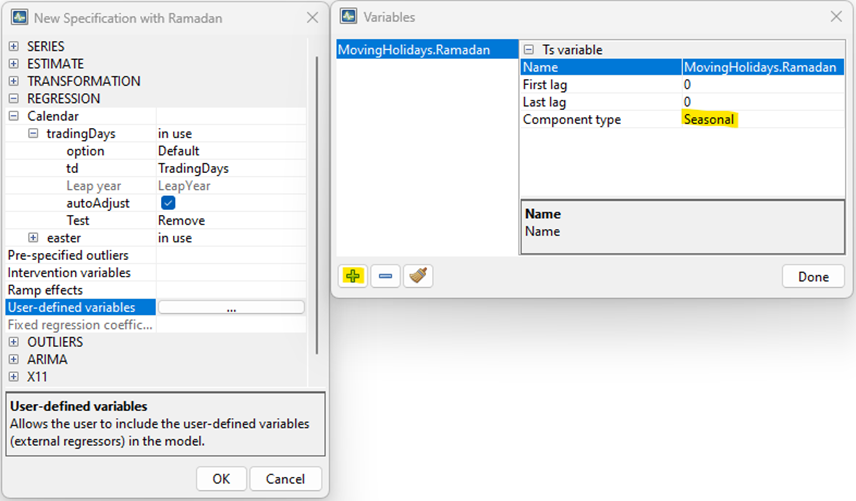 New Specification with Ramadan
SERIES
ESTIMATE
TRANSFORMATION
REGRESSION
Calendar
tradingDays in use
option Default
td TradingDays
Leap year LeapYear
autoAdjust
Test Remove
easter in use
Pre-specified outliers
Intervention variables
Ramp effects
User-defined variables ...
Fixed regression coeffic...
OUTLIERS
ARIMA
X11
User-defined variables
Allows the user to include the user-defined variables
(external regressors) in the model.
OK Cancel
Variables
MovingHolidays.Ramadan
Ts variable
Name MovingHolidays.Ramadan
First lag 0
Last lag 0
Component type Seasonal
Name
Name
Done